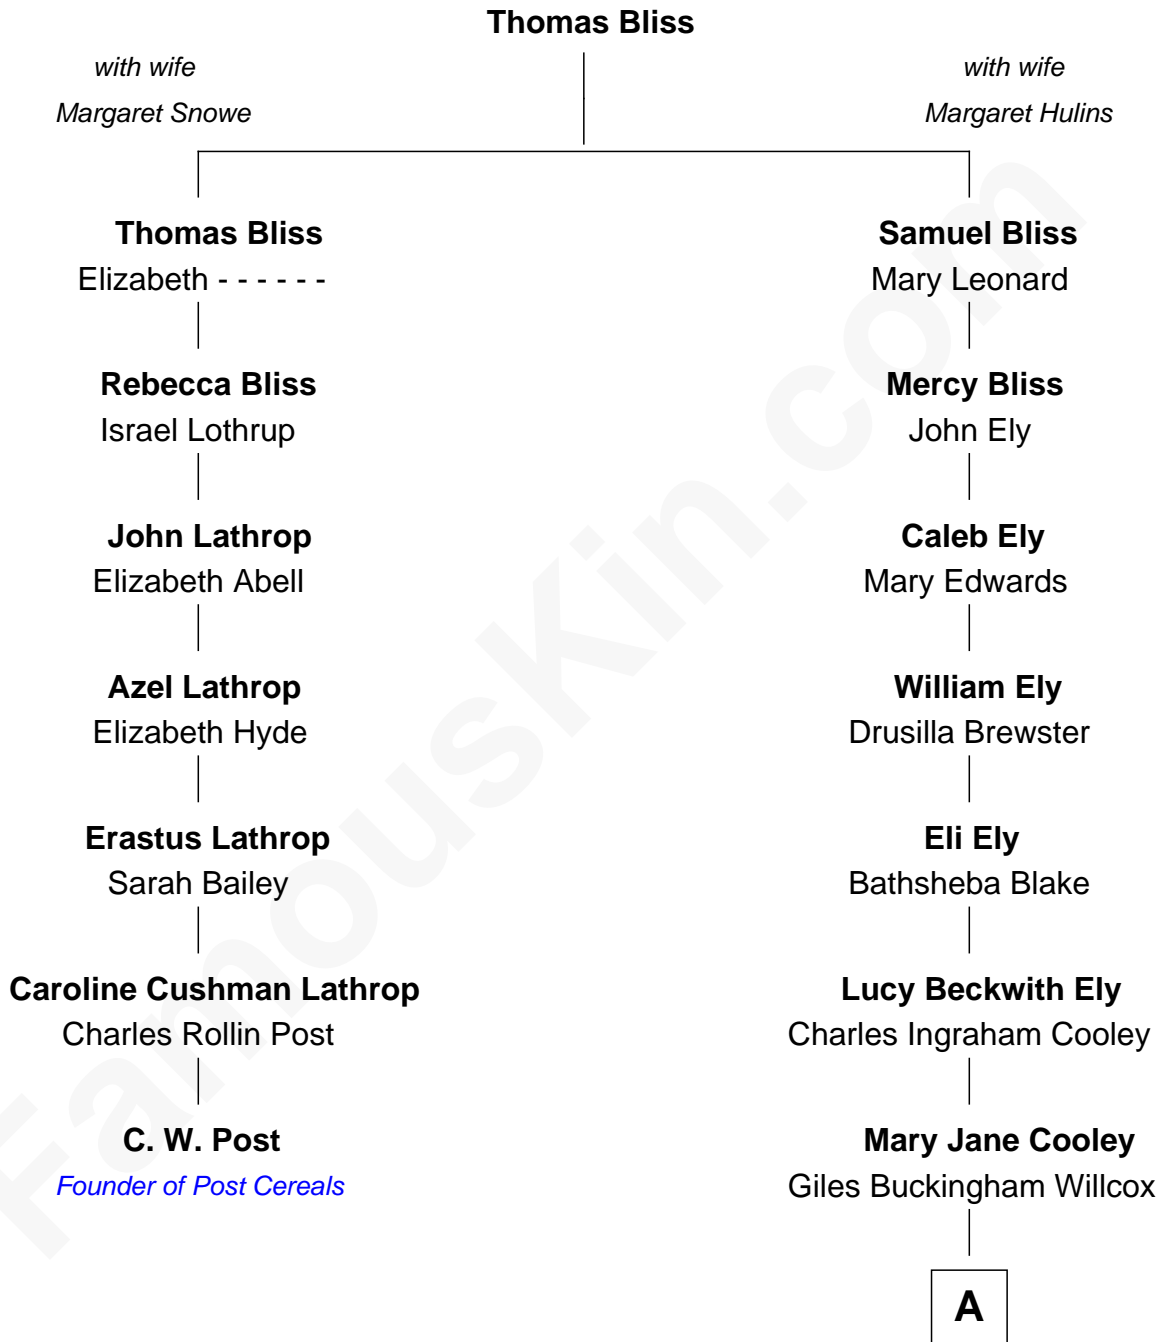 Thomas Bliss
with wife
Margaret Snowe
with wife
Margaret Hulins
Thomas Bliss
Elizabeth - - - - - -
Rebecca Bliss
Israel Lothrup
John Lathrop
Elizabeth Abell
Azel Lathrop
Elizabeth Hyde
Erastus Lathrop
Sarah Bailey
Caroline Cushman Lathrop
Charles Rollin Post
C. W. Post
Founder of Post Cereals
Samuel Bliss
Mary Leonard
Mercy Bliss
John Ely
Caleb Ely
Mary Edwards
William Ely
Drusilla Brewster
Eli Ely
Bathsheba Blake
Lucy Beckwith Ely
Charles Ingraham Cooley
Mary Jane Cooley
Giles Buckingham Willcox
A
FamousKin.com